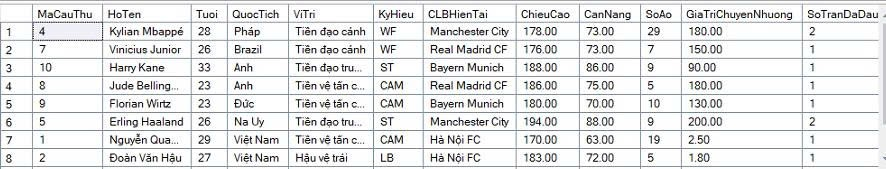 MaCauThu HoTen Tuoi QuocTich ViTri KyHieu CLBHienTai ChieuCao CanNang SoAo GiaTriChuyenNhuong SoTranDaDau
1 4 Kylian Mbappé 28 Pháp Tiền đạo cánh WF Manchester City 178.00 73.00 29 180.00 2
2 7 Vinicius Junior 26 Brazil Tiền đạo cánh WF Real Madrid CF 176.00 73.00 7 150.00 1
3 10 Harry Kane 33 Anh Tiền đạo tru... ST Bayern Munich 188.00 86.00 9 90.00 1
4 8 Jude Belling... 23 Anh Tiền vệ tấn c... CAM Real Madrid CF 186.00 75.00 5 180.00 1
5 9 Florian Wirtz 23 Đức Tiền vệ tấn c... CAM Bayern Munich 180.00 70.00 10 130.00 1
6 5 Erling Haaland 26 Na Uy Tiền đạo tru... ST Manchester City 194.00 88.00 9 200.00 2
7 1 Nguyễn Qua... 29 Việt Nam Tiền vệ tấn c... CAM Hà Nội FC 170.00 63.00 19 2.50 1
8 2 Đoàn Văn Hậu 27 Việt Nam Hậu vệ trái LB Hà Nội FC 183.00 72.00 5 1.80 1